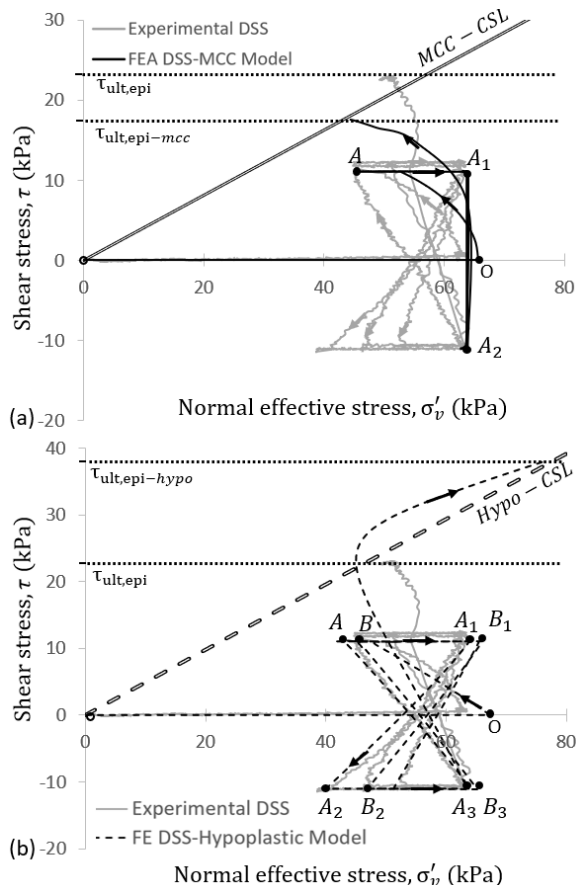 30
Experimental DSS
FEA DSS-MCC Model
MCC−CSL
20
τult,epi
τult,epi−mcc
10
A
A1
Shear stress, τ (kPa)
0
O
0
20
40
60
80
-10
A2
-20
(a)
Normal effective stress, σ′v (kPa)
40
τult,epi−hypo
30
Hypo−CSL
20
τult,epi
A
B
A1
B1
10
Shear stress, τ (kPa)
0
O
0
20
40
60
80
-10
A2
B2
A3
B3
Experimental DSS
FE DSS-Hypoplastic Model
-20
(b)
Normal effective stress, σ′v (kPa)